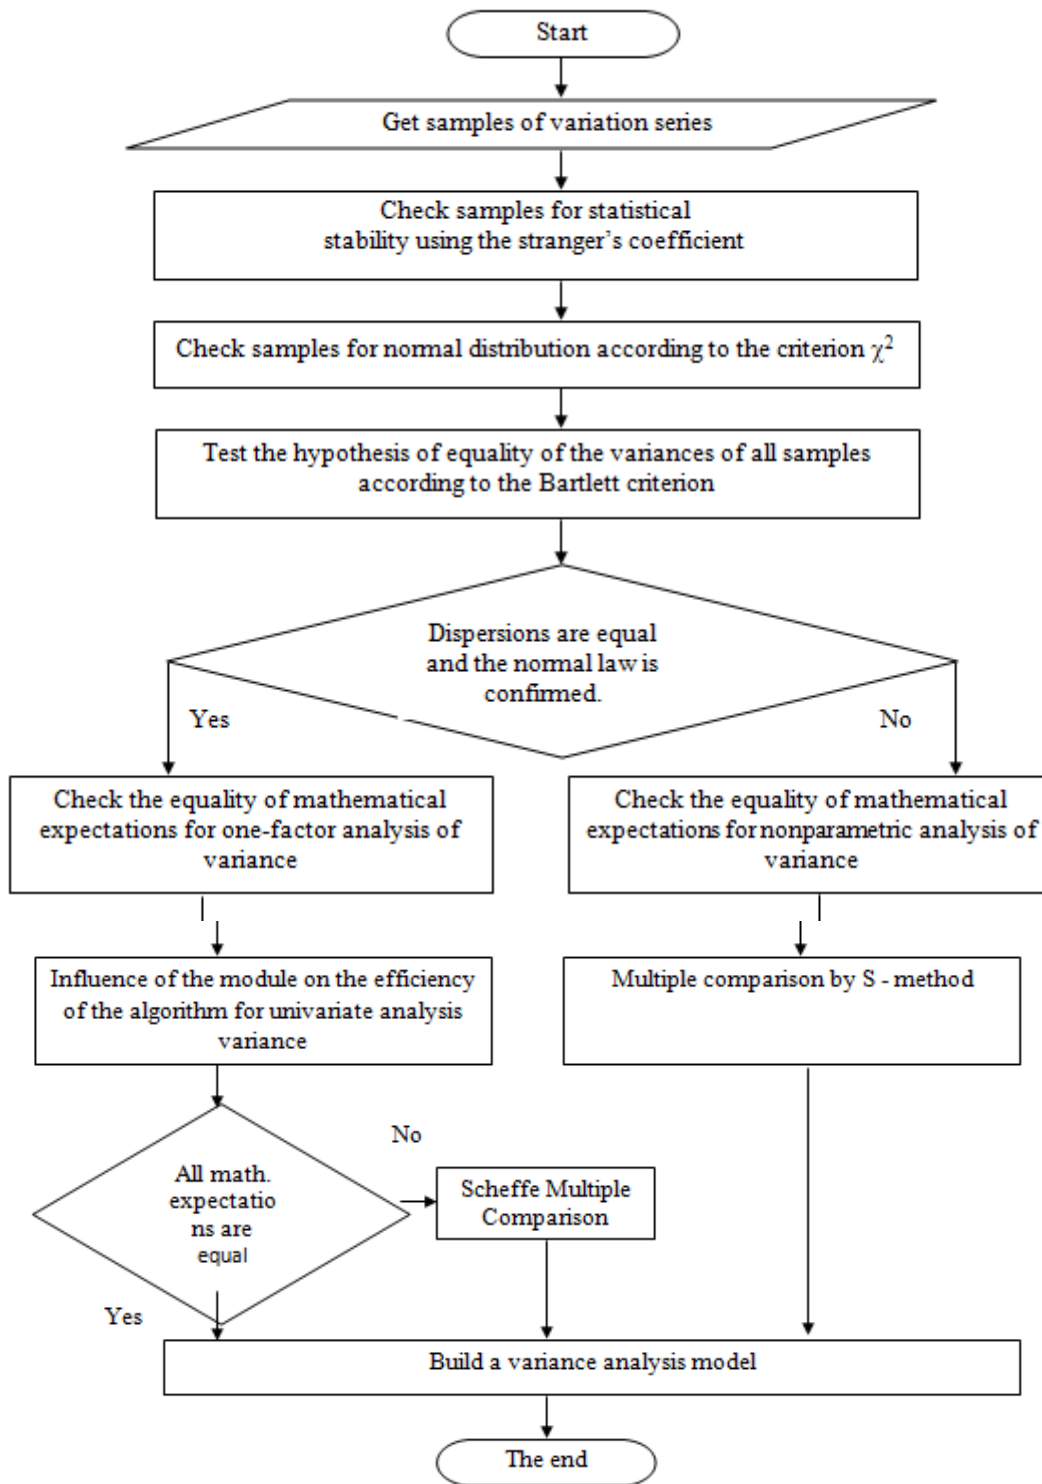 Start
Get samples of variation series
Check samples for statistical
stability using the stranger’s coefficient
Check samples for normal distribution according to the criterion χ²
Test the hypothesis of equality of the variances of all samples
according to the Bartlett criterion
Dispersions are equal
and the normal law is
confirmed.
Yes
No
Check the equality of mathematical
expectations for one-factor analysis of
variance
Check the equality of mathematical
expectations for nonparametric analysis of
variance
Influence of the module on the efficiency
of the algorithm for univariate analysis
variance
Multiple comparison by S - method
All math.
expectatio
ns are
equal
No
Scheffe Multiple
Comparison
Yes
Build a variance analysis model
The end